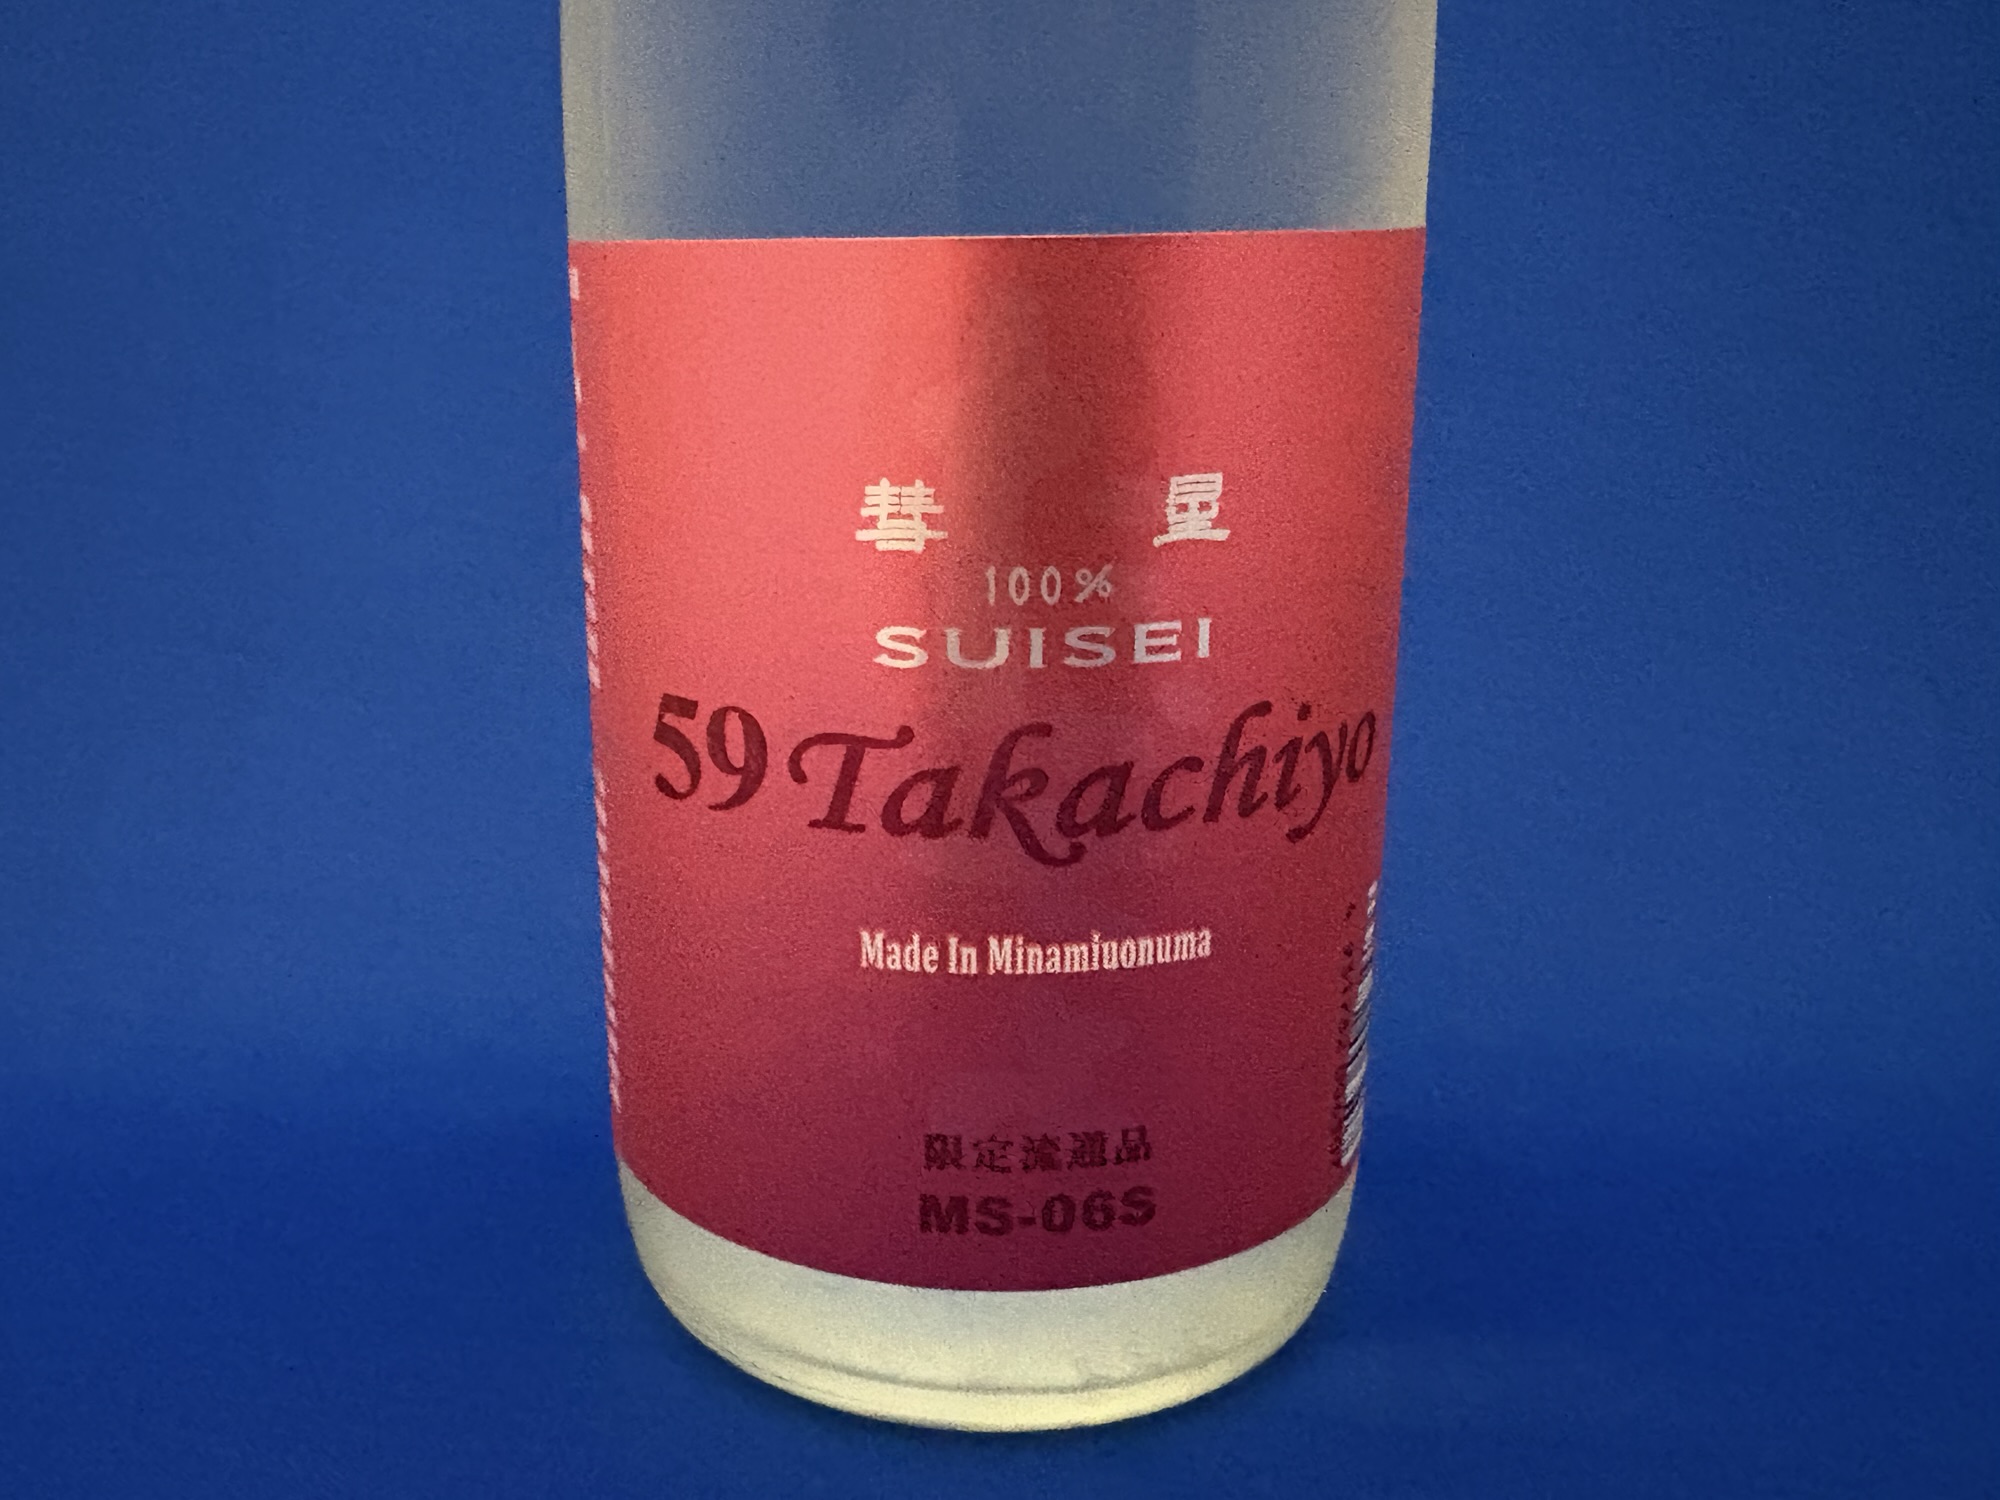 彗星
100%
SUISEI
59 Takachiyo
Made In Minamiuonuma
限定流通品
MS-06S